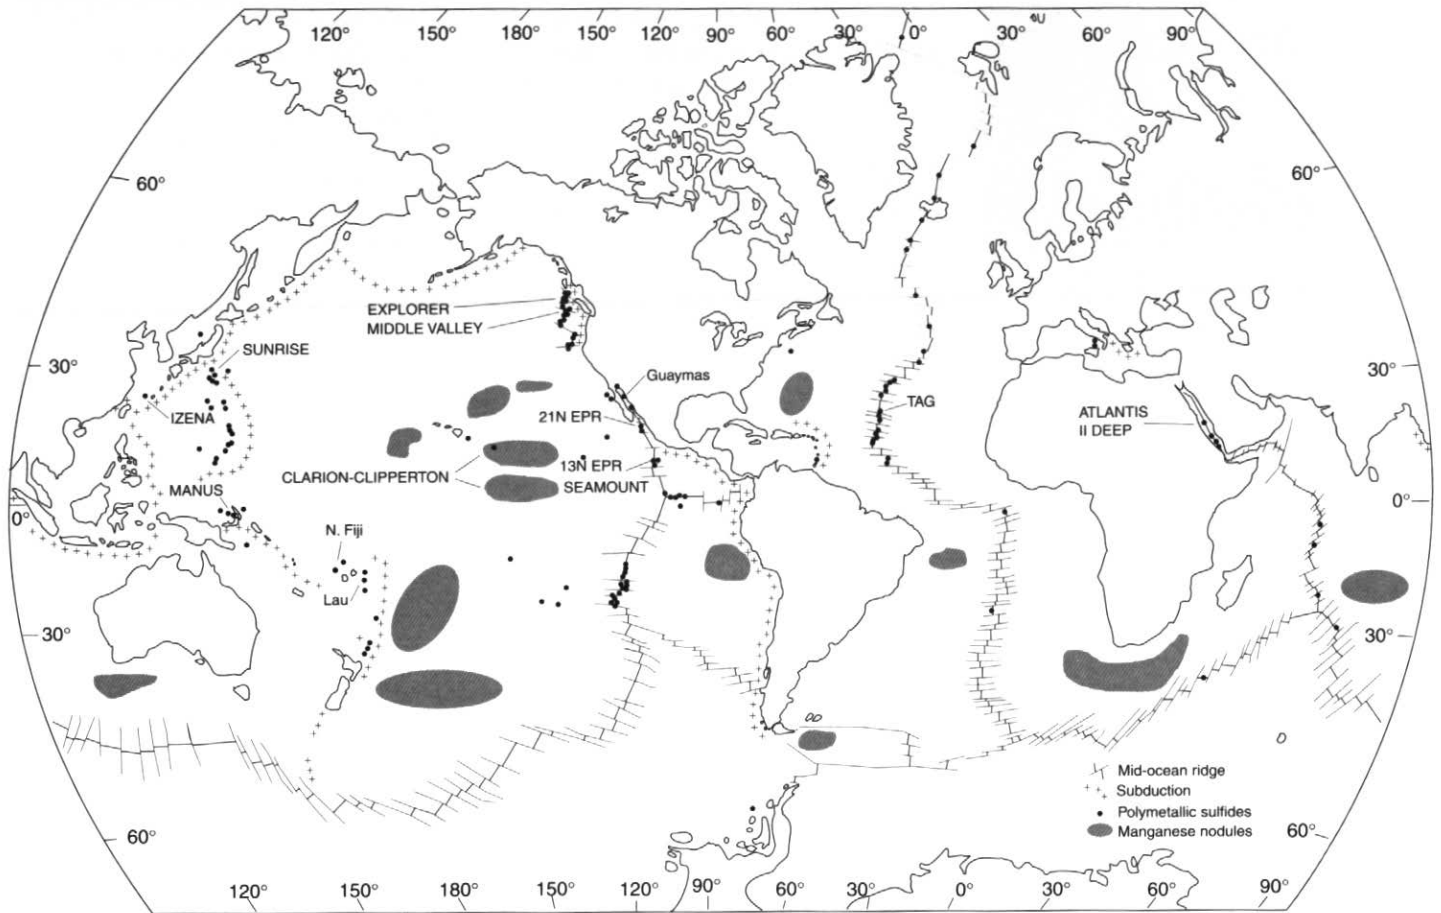 120° 150° 180° 150° 120° 90° 60° 30° 0° 30° 60° 90°
60° 60°
EXPLORER
MIDDLE VALLEY
SUNRISE
30° 30°
Guaymas
IZENA
21N EPR
TAG
ATLANTIS
II DEEP
13N EPR
CLARION-CLIPPERTON
SEAMOUNT
MANUS
0° 0°
N. Fiji
Lau
30° 30°
Mid-ocean ridge
Subduction
Polymetallic sulfides
Manganese nodules
60° 60°
120° 150° 180° 150° 120° 90° 60° 30° 0° 30° 60° 90°